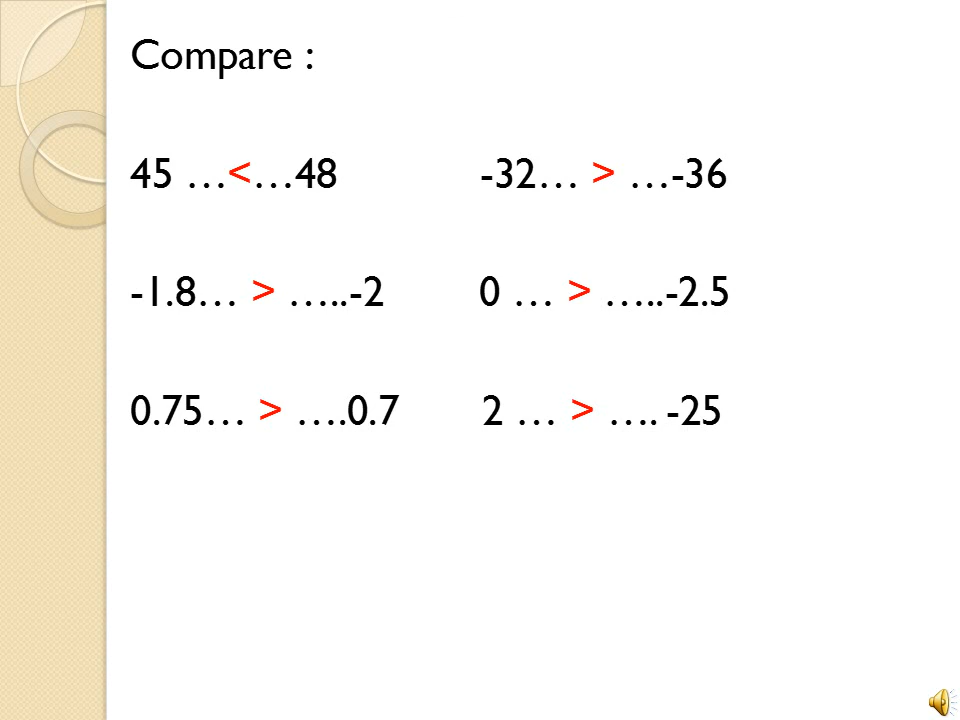 Compare :
45 …<…48 -32… > …-36
-1.8… > …..-2 0 … > …..-2.5
0.75… > ….0.7 2 … > …. -25